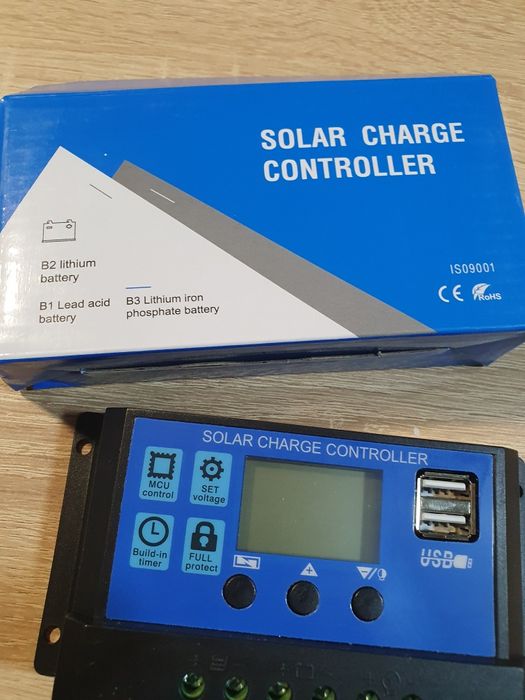 SOLAR CHARGE
CONTROLLER
B2 lithium
battery
B1 Lead acid
battery
B3 Lithium iron
phosphate battery
IS09001
CE RoHS
SOLAR CHARGE CONTROLLER
MCU
control
SET
voltage
Build-in
timer
FULL
protect
USB